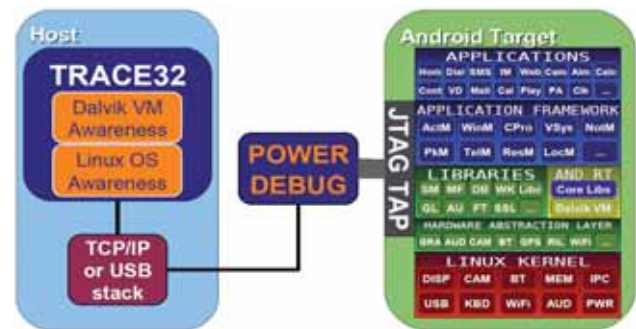 Host
TRACE32
Dalvik VM
Awareness
Linux OS
Awareness
TCP/IP
or USB
stack
POWER
DEBUG
JTAG TAP
Android Target
APPLICATIONS
Hom Dial SMS IM Web Cam Alm Calc
Cont VD Mail Cal Play PA Clk ...
APPLICATION FRAMEWORK
ActM WinM CPro VSys NotM
PkM TelM ResM LocM ...
LIBRARIES
SM MF DB WK Libc
GL AU FT SSL ...
AND RT
Core Libs
Dalvik VM
HARDWARE ABSTRACTION LAYER
GRA AUD CAM BT GPS RIL WiFi ...
LINUX KERNEL
DISP CAM BT MEM IPC
USB KBD WiFi AUD PWR